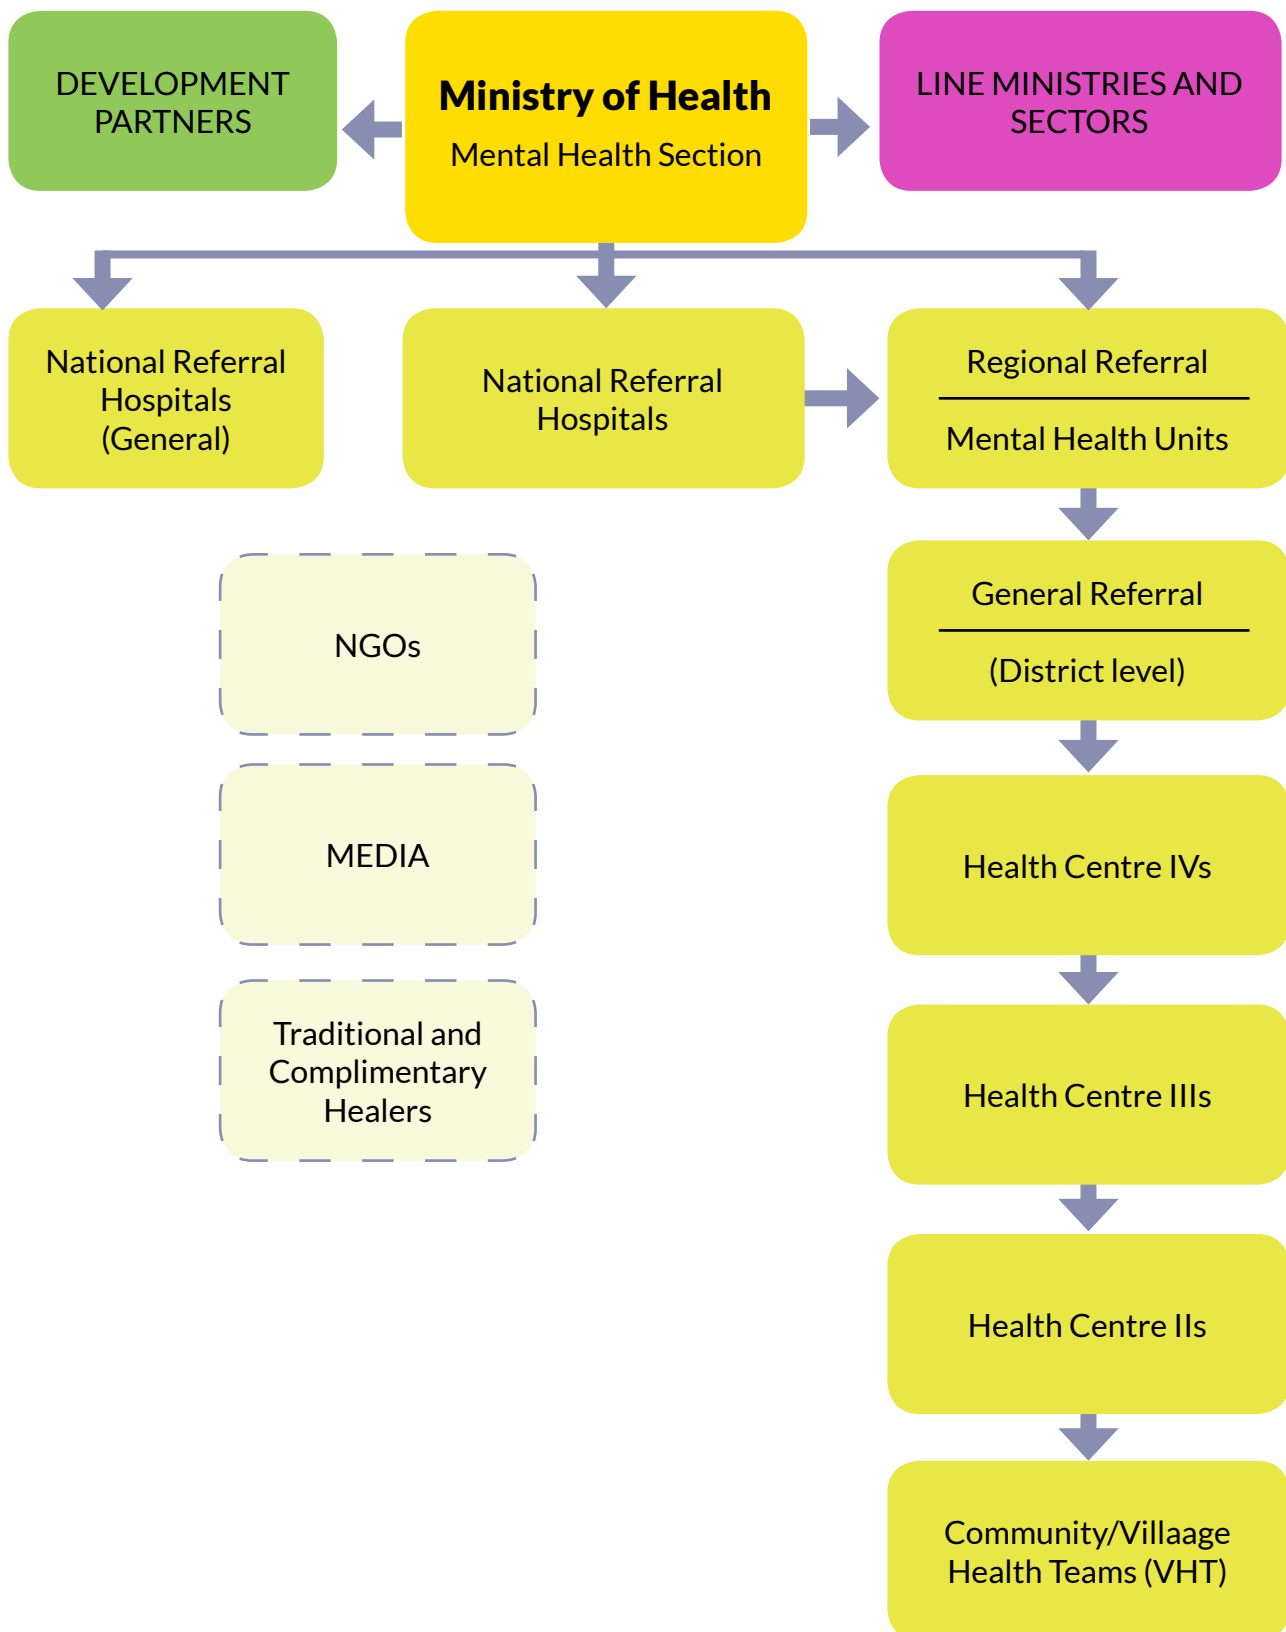 DEVELOPMENT
PARTNERS
Ministry of Health
Mental Health Section
LINE MINISTRIES AND
SECTORS
National Referral
Hospitals
(General)
National Referral
Hospitals
Regional Referral
Mental Health Units
General Referral
(District level)
NGOs
MEDIA
Traditional and
Complimentary
Healers
Health Centre IVs
Health Centre IIIs
Health Centre IIs
Community/Villaage
Health Teams (VHT)